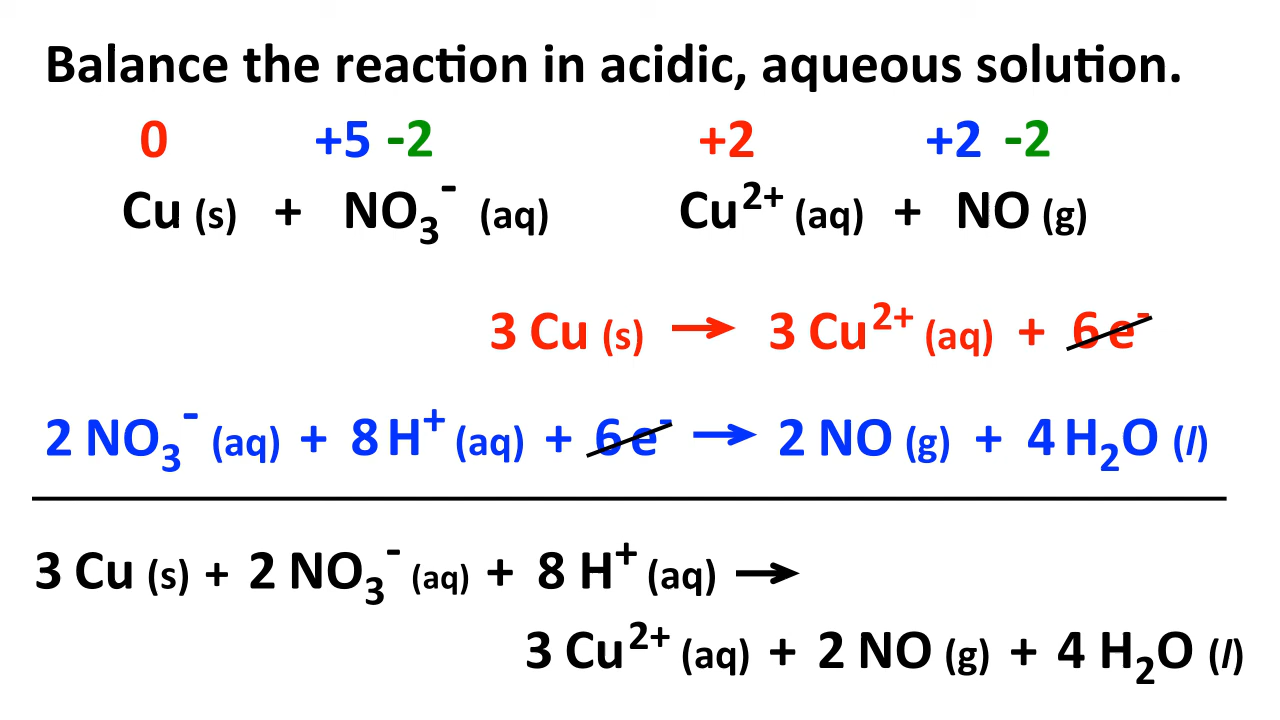 Balance the reaction in acidic, aqueous solution.
0 +5 -2 +2 +2 -2
Cu (s) + NO₃⁻ (aq) Cu²⁺ (aq) + NO (g)
3 Cu (s) → 3 Cu²⁺ (aq) + 6 e⁻
2 NO₃⁻ (aq) + 8 H⁺ (aq) + 6 e⁻ → 2 NO (g) + 4 H₂O (l)
3 Cu (s) + 2 NO₃⁻ (aq) + 8 H⁺ (aq) →
3 Cu²⁺ (aq) + 2 NO (g) + 4 H₂O (l)